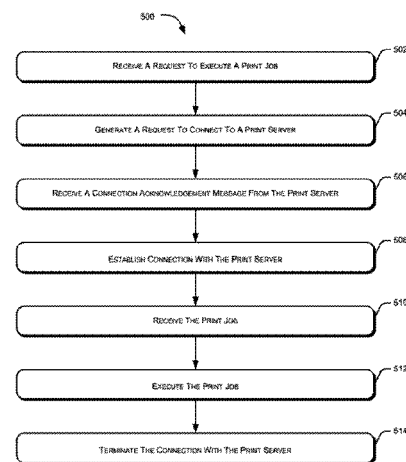 500
RECEIVE A REQUEST TO EXECUTE A PRINT JOB
502
GENERATE A REQUEST TO CONNECT TO A PRINT SERVER
504
RECEIVE A CONNECTION ACKNOWLEDGEMENT MESSAGE FROM THE PRINT SERVER
506
ESTABLISH CONNECTION WITH THE PRINT SERVER
508
RECEIVE THE PRINT JOB
510
EXECUTE THE PRINT JOB
512
TERMINATE THE CONNECTION WITH THE PRINT SERVER
514